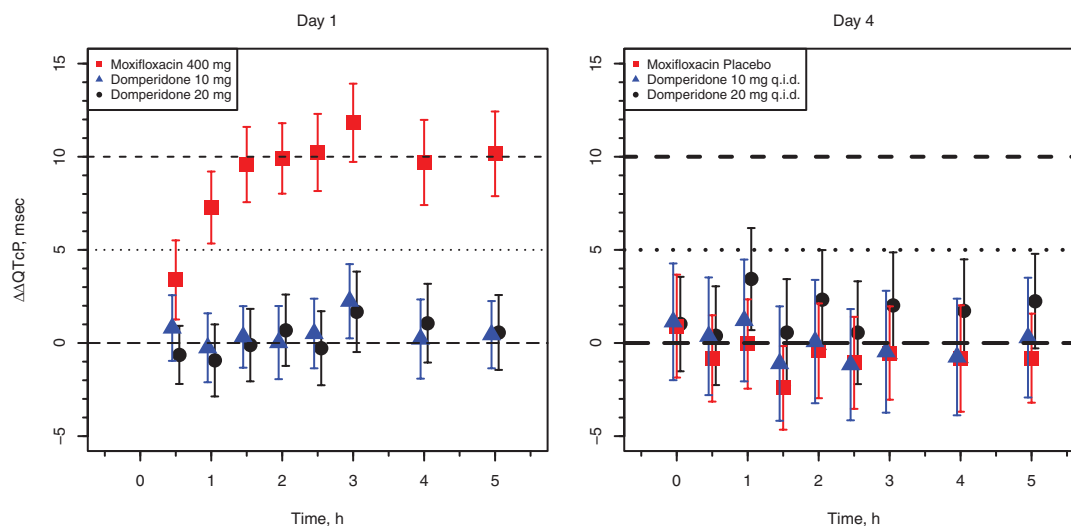 Day 1
Day 4
Moxifloxacin 400 mg
Domperidone 10 mg
Domperidone 20 mg
Moxifloxacin Placebo
Domperidone 10 mg q.i.d.
Domperidone 20 mg q.i.d.
ΔΔQTcP, msec
15
10
5
0
−5
15
10
5
0
−5
0 1 2 3 4 5
0 1 2 3 4 5
Time, h
Time, h